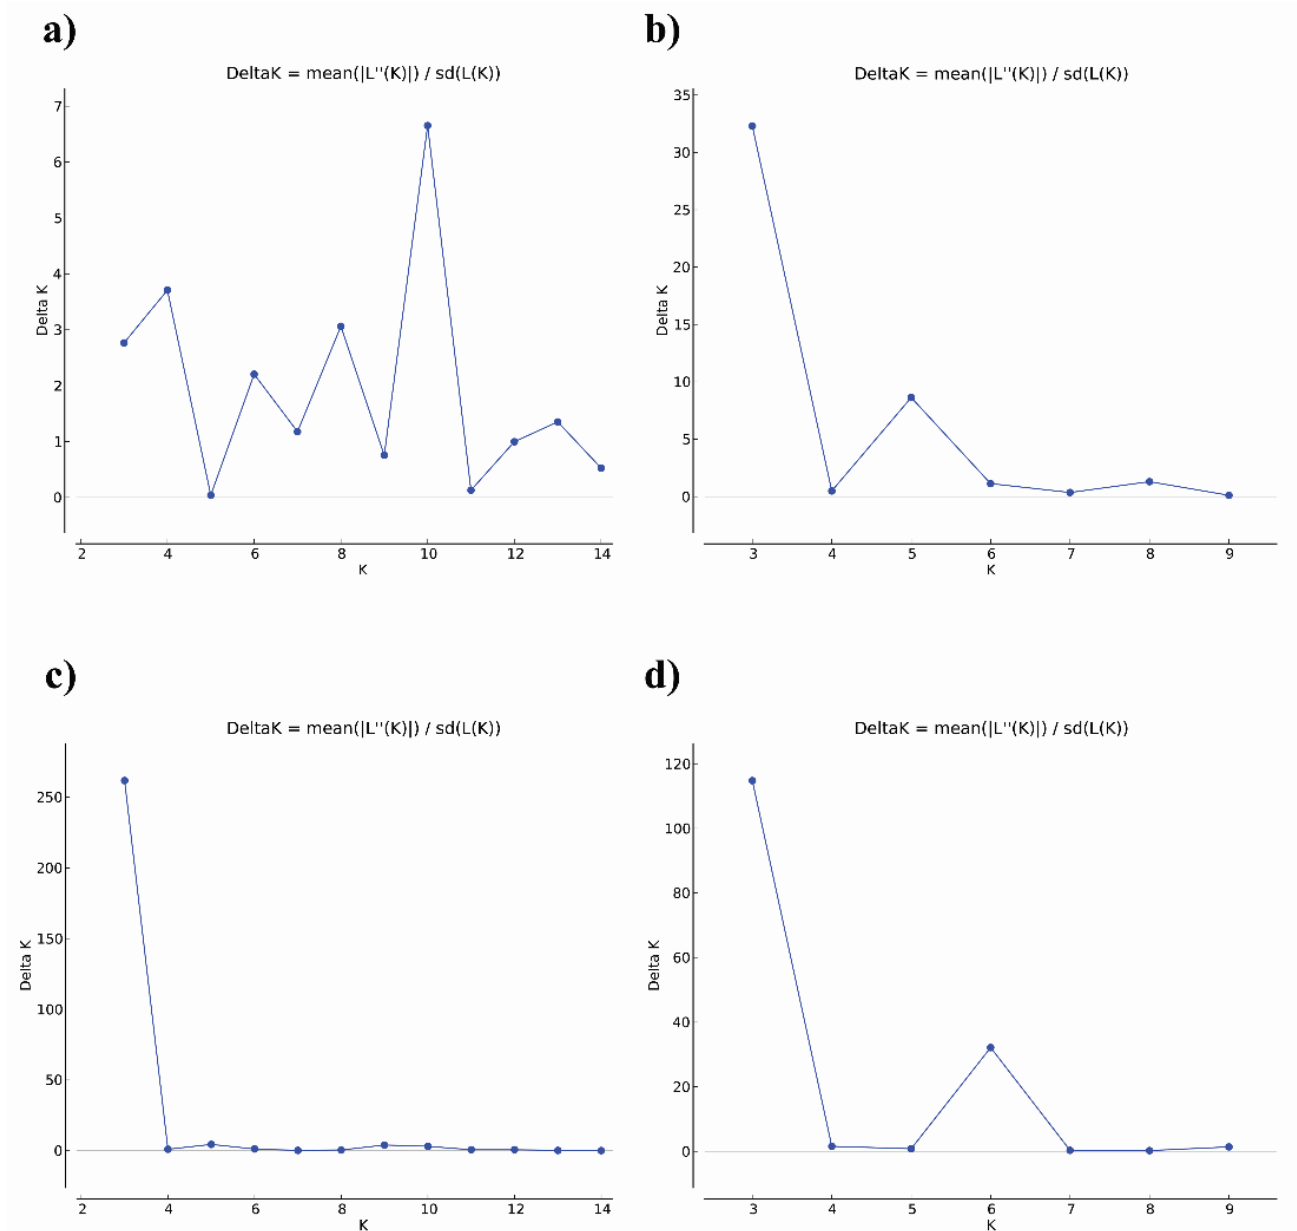 a)
DeltaK = mean(|L''(K)|) / sd(L(K))
7
6
5
4
3
2
1
0
Delta K
2 4 6 8 10 12 14
K
b)
DeltaK = mean(|L''(K)|) / sd(L(K))
35
30
25
20
15
10
5
0
Delta K
3 4 5 6 7 8 9
K
c)
DeltaK = mean(|L''(K)|) / sd(L(K))
250
200
150
100
50
0
Delta K
2 4 6 8 10 12 14
K
d)
DeltaK = mean(|L''(K)|) / sd(L(K))
120
100
80
60
40
20
0
Delta K
3 4 5 6 7 8 9
K